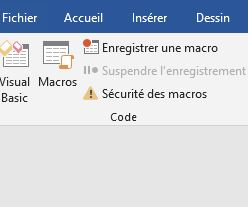 Fichier Accueil Insérer Dessin
Enregistrer une macro
Suspendre l'enregistrement
Visual Basic
Macros
Sécurité des macros
Code